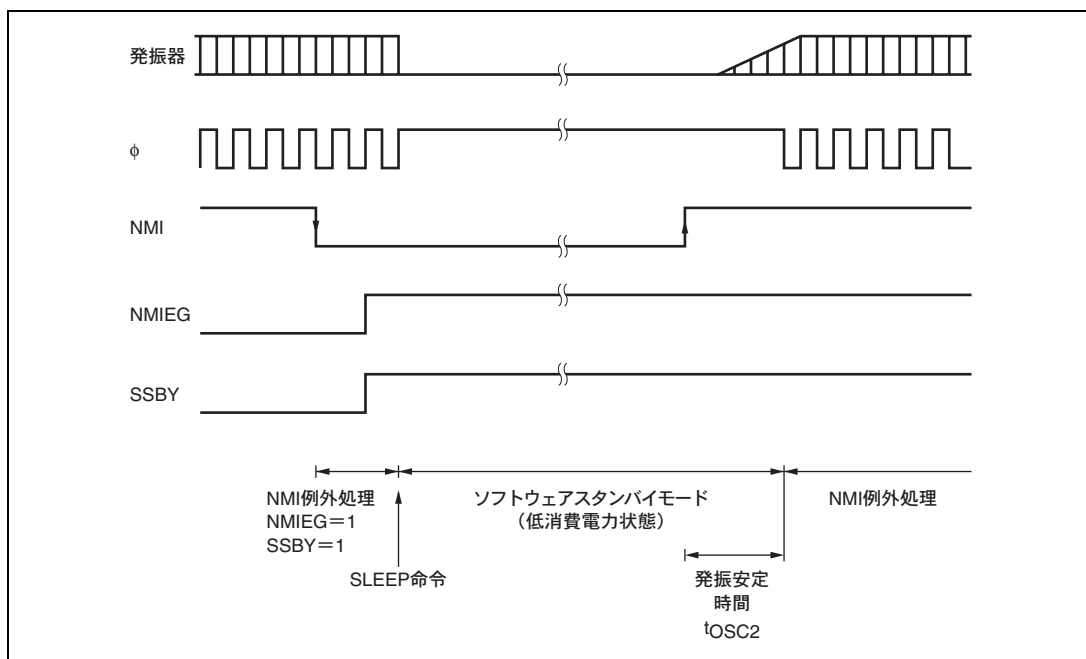 発振器
φ
NMI
NMIEG
SSBY
NMI例外処理
NMIEG＝1
SSBY＝1
SLEEP命令
ソフトウェアスタンバイモード
（低消費電力状態）
発振安定
時間
tOSC2
NMI例外処理